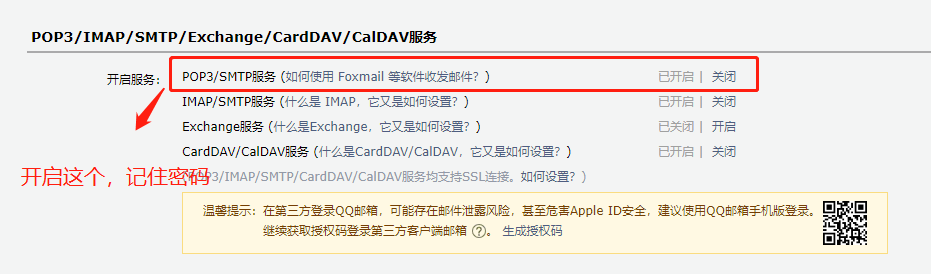 POP3/IMAP/SMTP/Exchange/CardDAV/CalDAV服务
开启服务： POP3/SMTP服务 (如何使用 Foxmail 等软件收发邮件？) 已开启 | 关闭
IMAP/SMTP服务 (什么是 IMAP，它又是如何设置？) 已开启 | 关闭
Exchange服务 (什么是Exchange，它又是如何设置？) 已关闭 | 开启
CardDAV/CalDAV服务 (什么是CardDAV/CalDAV，它又是如何设置？) 已开启 | 关闭
开启这个，记住密码
(POP3/IMAP/SMTP/CardDAV/CalDAV服务均支持SSL连接。如何设置？)
温馨提示：在第三方登录QQ邮箱，可能存在邮件泄露风险，甚至危害Apple ID安全，建议使用QQ邮箱手机版登录。
继续获取授权码登录第三方客户端邮箱 ?。 生成授权码